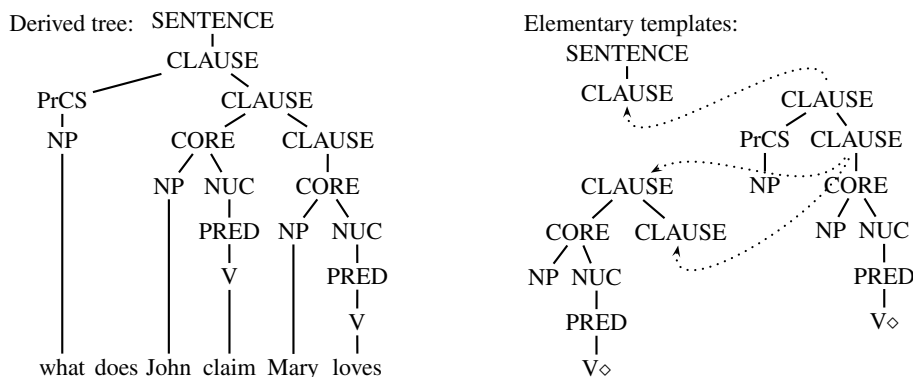 Derived tree:
SENTENCE
CLAUSE
PrCS CLAUSE
NP CORE CLAUSE
NP NUC CORE
PRED NP NUC
V PRED
V
what does John claim Mary loves
Elementary templates:
SENTENCE
CLAUSE
CLAUSE
PrCS CLAUSE
NP CORE
NP NUC
PRED
V◇
CLAUSE
CORE CLAUSE
NP NUC
PRED
V◇